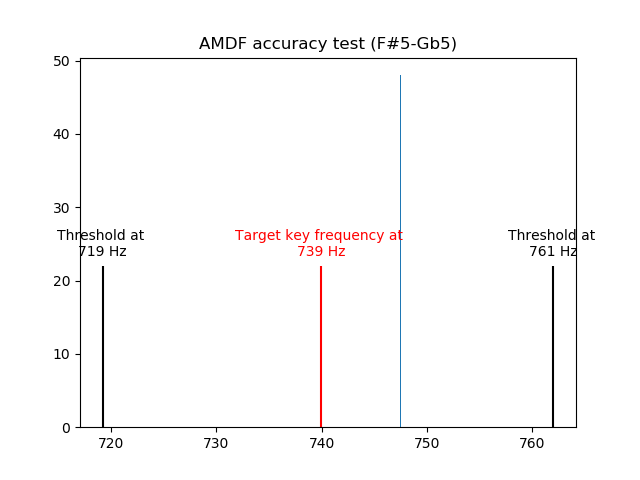 AMDF accuracy test (F#5-Gb5)
50
40
30
20
10
0
Threshold at
719 Hz
Target key frequency at
739 Hz
Threshold at
761 Hz
720
730
740
750
760